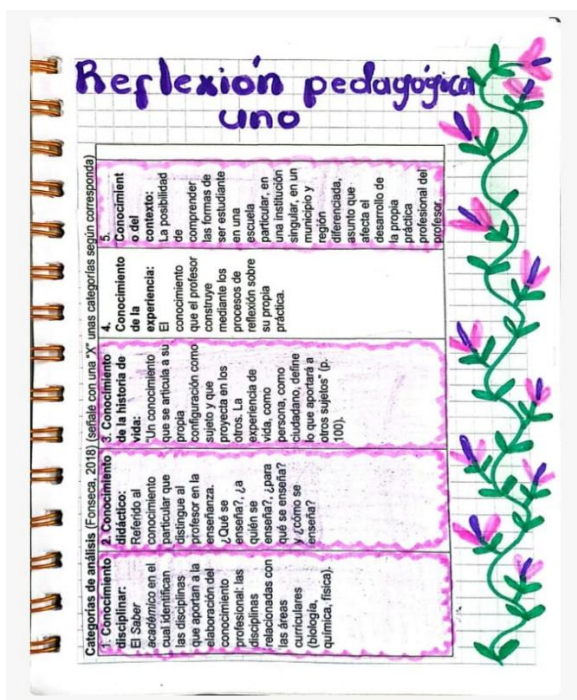 Reflexión pedagógica
uno
Categorías de análisis (Fonseca, 2018) (señale con una "X" unas categorías según corresponda)
1. Conocimiento
disciplinar:
El Saber
académico en el
cual identifican
las disciplinas
que aportan a la
elaboración del
conocimiento
profesional: las
disciplinas
relacionadas con
las áreas
curriculares
(biología,
química, física).
2. Conocimiento
didáctico:
Referido al
conocimiento
particular que
distingue al
profesor en la
enseñanza.
¿Qué se
enseña?, ¿a
quién se
enseña?, ¿para
qué se enseña?
y ¿cómo se
enseña?
3. Conocimiento
de la historia de
vida:
"Un conocimiento
que se articula a su
propia
configuración como
sujeto y que
proyecta en los
otros. La
experiencia de
vida, como
persona, como
ciudadano, define
lo que aportará a
otros sujetos" (p.
100).
4.
Conocimiento
de la
experiencia:
El
conocimiento
que el profesor
construye
mediante los
procesos de
reflexión sobre
su propia
práctica.
5.
Conocimient
o del
contexto:
La posibilidad
de
comprender
las formas de
ser estudiante
en una
escuela
particular, en
una institución
singular, en un
municipio y
región
diferenciada,
asunto que
afecta el
desarrollo de
la propia
práctica
profesional del
profesor.